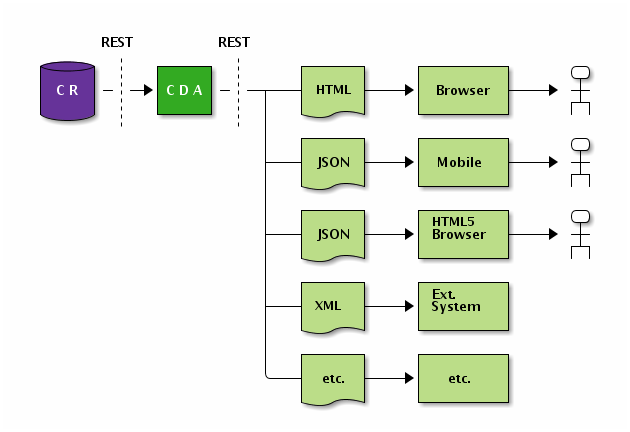 REST
REST
C R
C D A
HTML
Browser
JSON
Mobile
JSON
HTML5
Browser
XML
Ext.
System
etc.
etc.